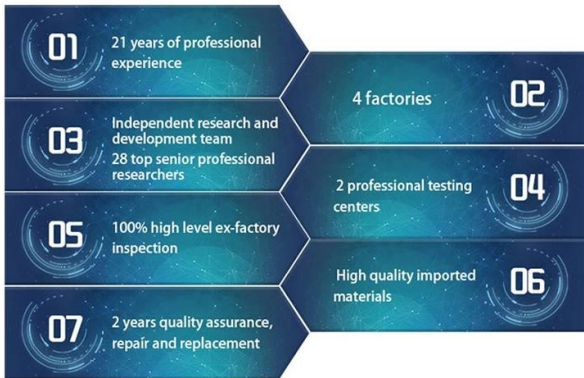 01
21 years of professional
experience
4 factories
02
03
Independent research and
development team
28 top senior professional
researchers
2 professional testing
centers
04
05
100% high level ex-factory
inspection
High quality imported
materials
06
07
2 years quality assurance,
repair and replacement